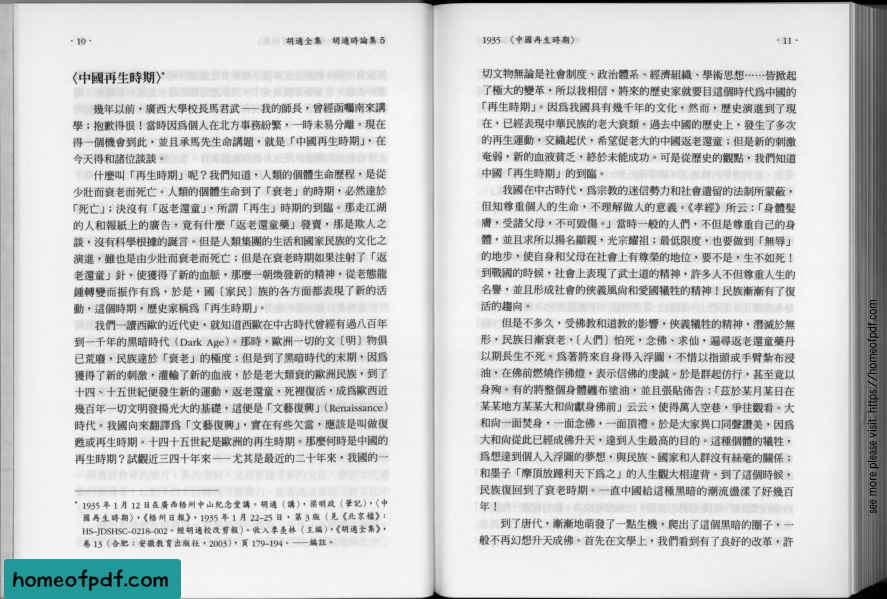 ·10·
胡適全集 胡適時論集5
〈中國再生時期〉*
幾年以前，廣西大學校長馬君武——我的師長，曾經函囑南來講
學；抱歉得很！當時因為個人在北方事務紛繁，一時未易分離。現在
得一個機會到此，並且承馬先生命講題，就是「中國再生時期」，在
今天得和諸位談談。
什麼叫「再生時期」呢？我們知道，人類的個體生命歷程，是從
少壯而衰老而死亡。人類的個體生命到了「衰老」的時期，必然達於
「死亡」；決沒有「返老還童」，所謂「再生」時期的到臨。那走江湖
的人和報紙上的廣告，竟有什麼「返老還童藥」發賣，那是欺人之
談，沒有科學根據的誕言。但是人類集團的生活和國家民族的文化之
演進，雖也是由少壯而衰老而死亡；但是在衰老時期如果注射了「返
老還童」針，使獲得了新的血脈，那麼一朝煥發新的精神，從老態龍
鍾轉變而振作有為，於是，國〔家民〕族的各方面都表現了新的活
動，這個時期，歷史家稱為「再生時期」。
我們一讀西歐的近代史，就知道西歐在中古時代曾經有過八百年
到一千年的黑暗時代（Dark Age）。那時，歐洲一切的文〔明〕物俱
已荒廢，民族達於「衰老」的極度；但是到了黑暗時代的末期，因為
獲得了新的刺激，灌輸了新的血液，於是老大類衰的歐洲民族，到了
十四、十五世紀便發生新的運動，返老還童，死裡復活，成為歐西近
幾百年一切文明發揚光大的基礎，這便是「文藝復興」（Renaissance）
時代。我國向來翻譯為「文藝復興」，實在有些欠當，應該是叫做復
甦或再生時期。十四十五世紀是歐洲的再生時期。那麼何時是中國的
再生時期？試觀近三四十年來——尤其是最近的二十年來，我國的一
* 1935年1月12日在廣西梧州中山紀念堂講。胡適（講），梁明政（筆記），〈中
國再生時期〉，《梧州日報》，1935年1月22–25日，第3版（見《北京檔》：
HS-JDSHSC-0218-002。經胡適校改剪報）。收入季羨林（主編），《胡適全集》，
卷13（合肥：安徽教育出版社，2003），頁179–194。——編註。
1935 〈中國再生時期〉
·11·
切文物無論是社會制度、政治體系、經濟組織、學術思想……皆掀起
了極大的變革，所以我相信，將來的歷史家就要目這個時代為中國的
「再生時期」。因為我國具有幾千年的文化，然而，歷史演進到了現
在，已經表現中華民族的老大衰類。過去中國的歷史上，發生了多次
的再生運動，交織起伏，希望促老大的中國返老還童；但是新的刺激
奄弱，新的血液貧乏，終於未能成功。可是從歷史的觀點，我們知道
中國「再生時期」的到臨。
我國在中古時代，為宗教的迷信勢力和社會遺留的法制所蒙蔽，
但知尊重個人的生命，不理解做人的意義。《孝經》所云：「身體髮
膚，受諸父母，不可毀傷。」當時一般的人們，不但是尊重自己的身
體，並且求所以揚名顯親，光宗耀祖；最低限度，也要做到「無辱」
的地步，使自身和父母在社會上有尊榮的地位，要不是，生不如死！
到戰國的時候，社會上表現了武士道的精神，許多人不但尊重人生的
名譽，並且形成社會的俠義風尚和愛國犧牲的精神！民族漸漸有了復
活的趨向。
但是不多久，受佛教和道教的影響，俠義犧牲的精神，潛滅於無
形，民族日漸衰老，〔人們〕怕死，念佛、求仙，遍尋返老還童藥丹
以期長生不死。為著將來自身得入浮圖，不惜以指頭或手臂紮布浸
油，在佛前燃燒作佛燈，表示信佛的虔誠。於是群起仿行，甚至竟以
身殉。有的將整個身體纏布塗油，並且張貼佈告：「茲於某月某日在
某某地方某某大和尚獻身佛前」云云，使得萬人空巷，爭往觀看。大
和尚一面焚身，一面念佛，一面頂禮。於是大家異口同聲讚美，因為
大和尚從此已經成佛升天，達到人生最高的目的。這種個體的犧牲，
為想達到個人入浮圖的夢想，與民族、國家和人群沒有絲毫的關係；
和墨子「摩頂放踵利天下為之」的人生觀大相違背。到了這個時候，
民族復回到了衰老時期。一直中國給這種黑暗的潮流盪漾了好幾百
年！
到了唐代，漸漸地萌發了一點生機，爬出了這個黑暗的圈子，一
般不再幻想升天成佛。首先在文學上，我們看到有了良好的改革，許
see more please visit: https://homeofpdf.com
homeofpdf.com